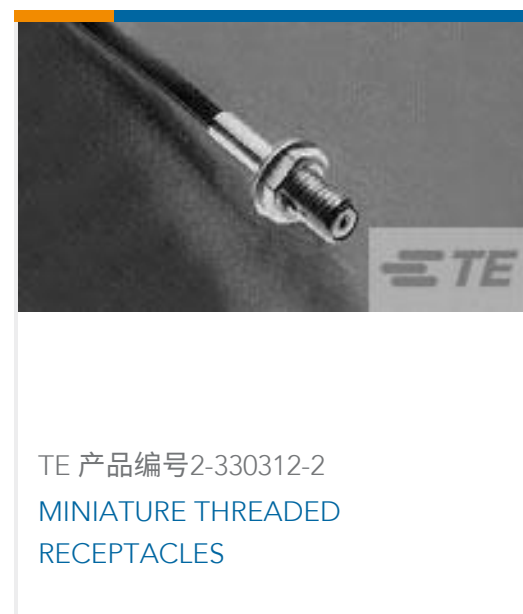 TE
TE 产品编号2-330312-2
MINIATURE THREADED
RECEPTACLES